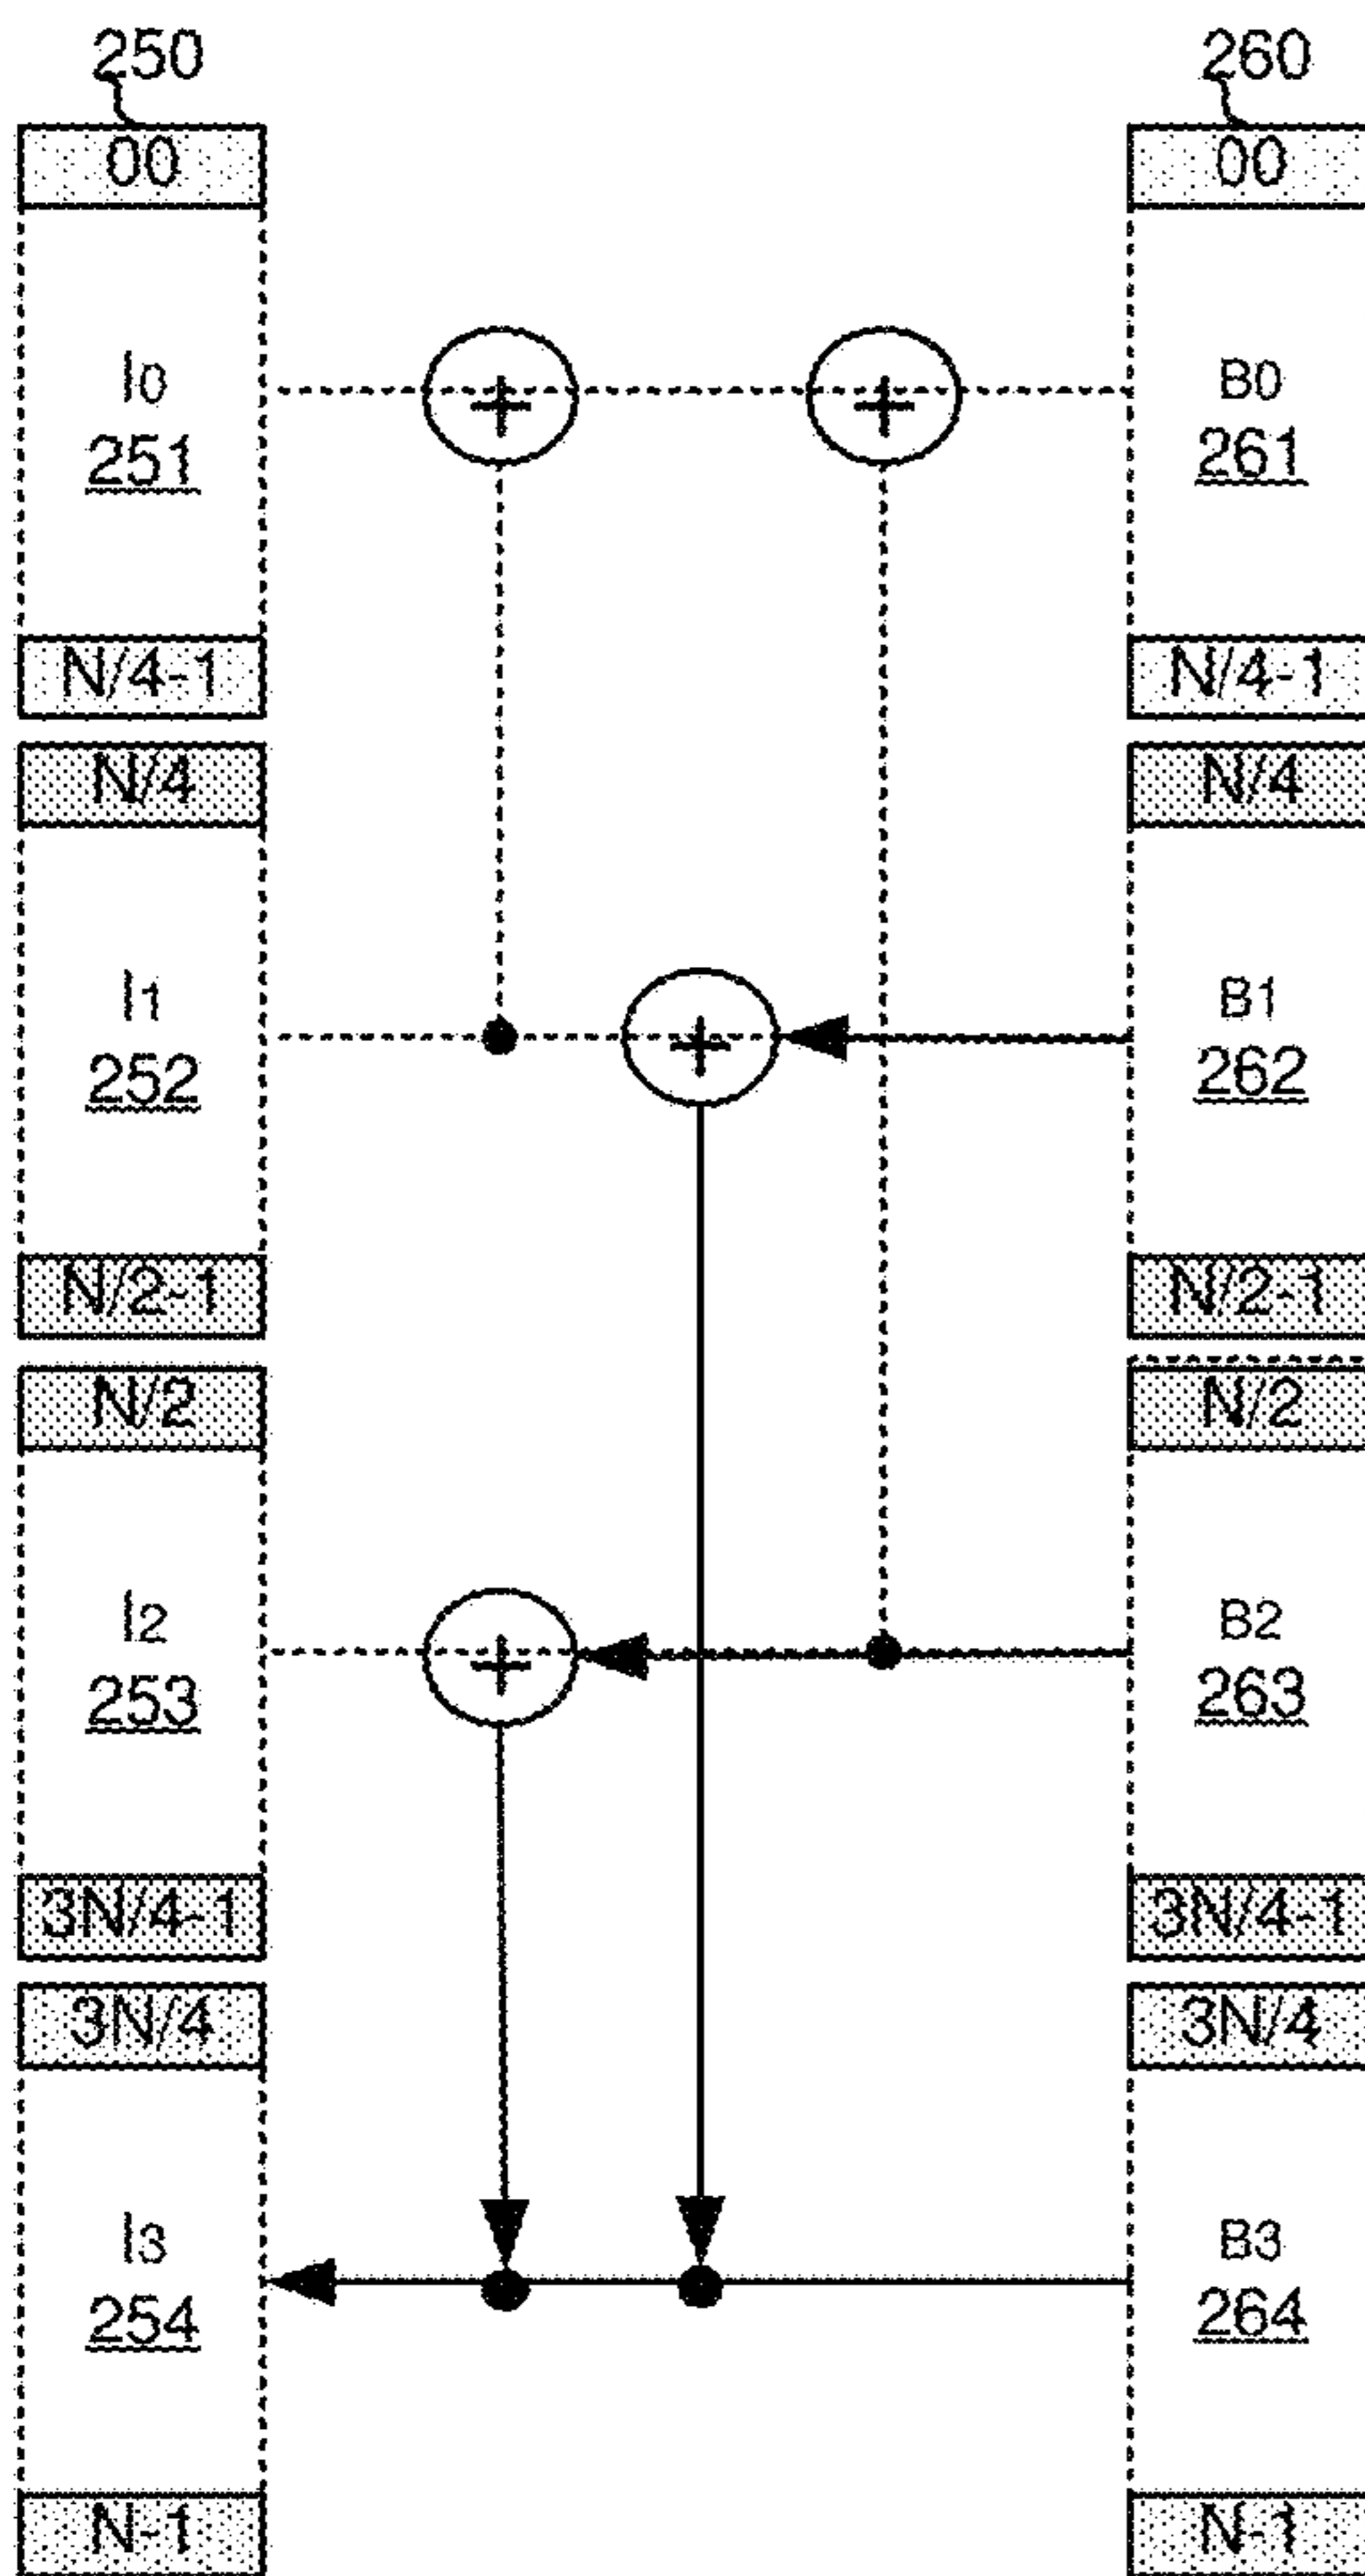 250
260
00
00
I0
251
+
+
B0
261
N/4-1
N/4-1
N/4
N/4
I1
252
+
B1
262
N/2-1
N/2-1
N/2
N/2
I2
253
+
B2
263
3N/4-1
3N/4-1
3N/4
3N/4
I3
254
B3
264
N-1
N-1